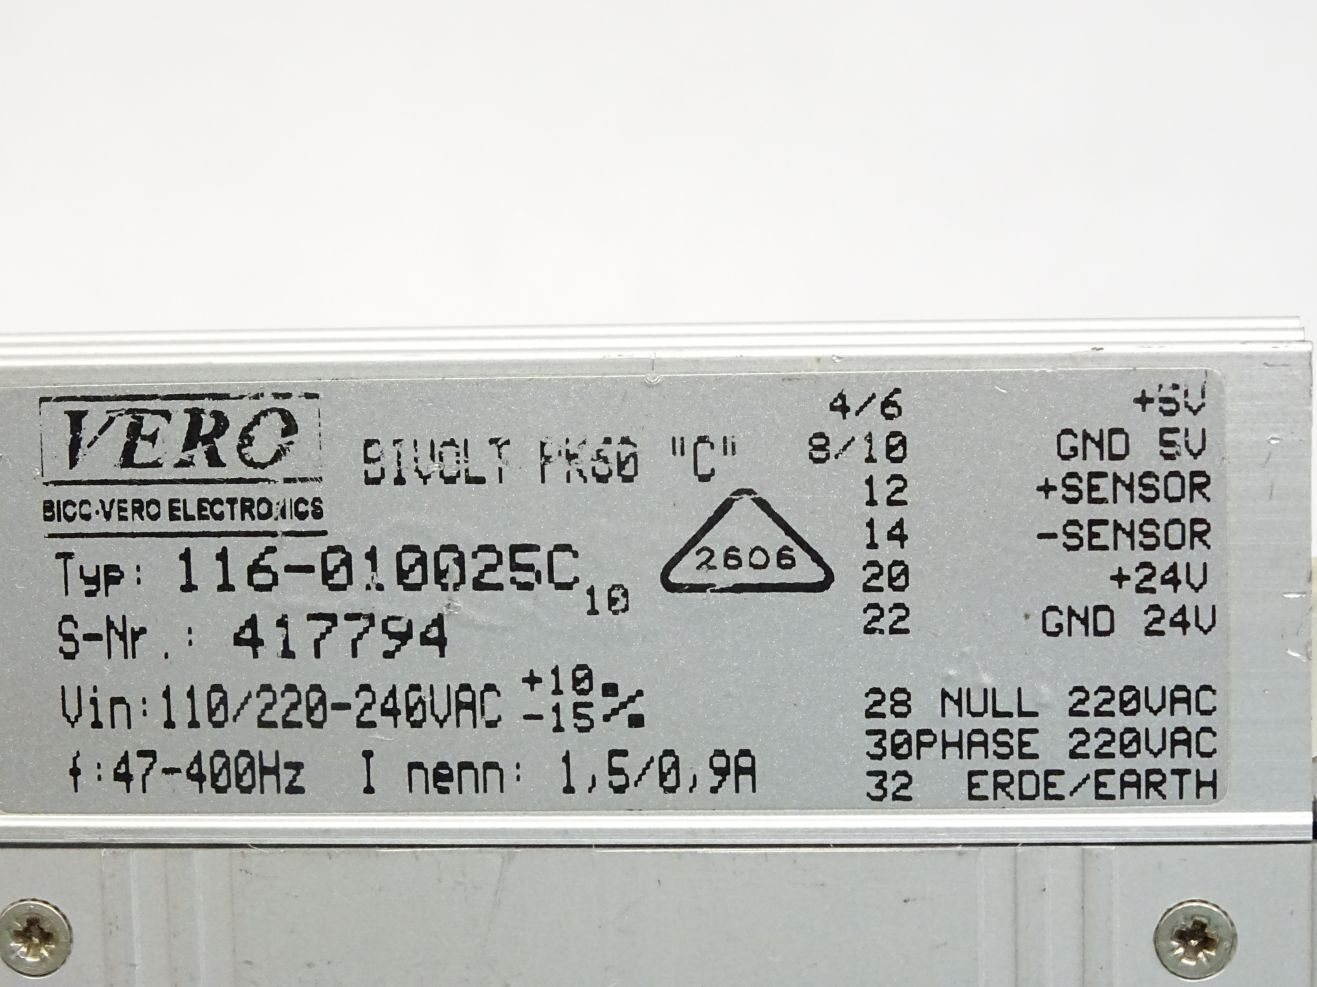 VERO
BICC-VERO ELECTRONICS
BIVOLT PK60 "C"
Typ: 116-010025C 10
2606
S-Nr.: 417794
Vin:110/220-240VAC +10 -15 %
f:47-400Hz I nenn: 1,5/0,9A
4/6 +5V
8/10 GND 5V
12 +SENSOR
14 -SENSOR
20 +24V
22 GND 24V
28 NULL 220VAC
30PHASE 220VAC
32 ERDE/EARTH